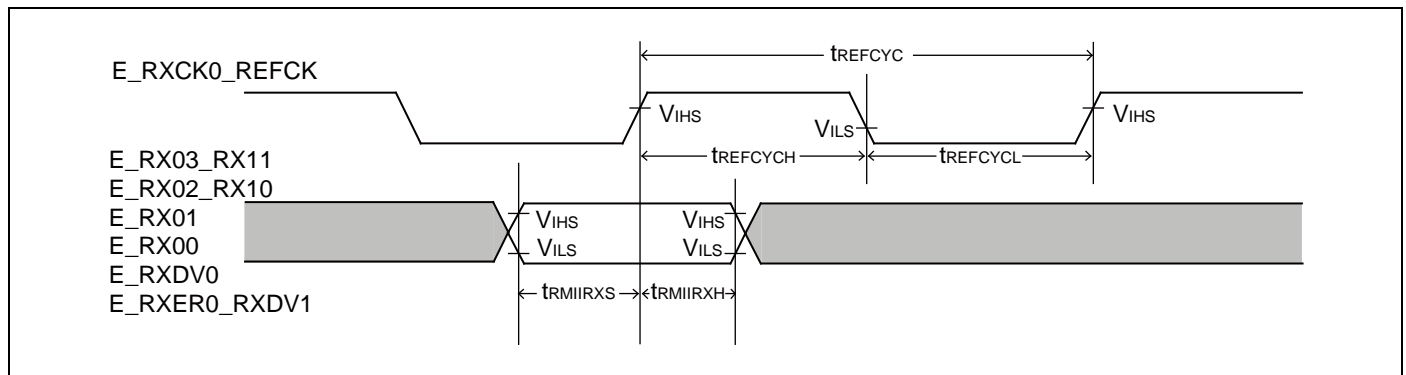 tREFCYC
E_RXCK0_REFCK
VIHS
VILS
VIHS
tREFCYCH
tREFCYCL
E_RX03_RX11
E_RX02_RX10
E_RX01
E_RX00
E_RXDV0
E_RXER0_RXDV1
VIHS
VIHS
VILS
VILS
tRMIIRXS
tRMIIRXH